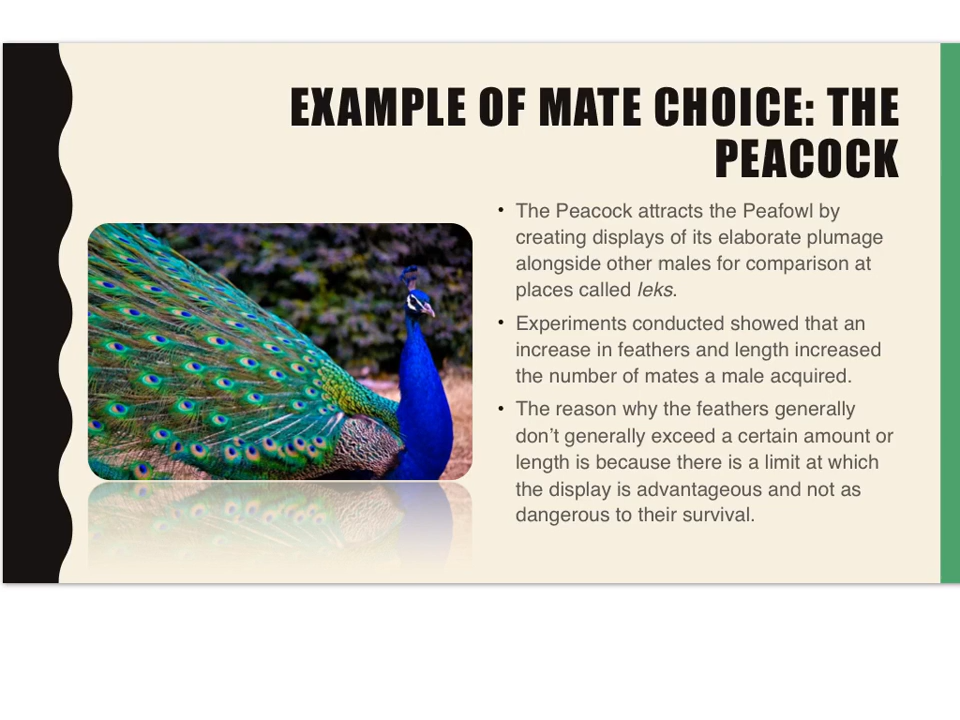 EXAMPLE OF MATE CHOICE: THE
PEACOCK
• The Peacock attracts the Peafowl by
creating displays of its elaborate plumage
alongside other males for comparison at
places called leks.
• Experiments conducted showed that an
increase in feathers and length increased
the number of mates a male acquired.
• The reason why the feathers generally
don’t generally exceed a certain amount or
length is because there is a limit at which
the display is advantageous and not as
dangerous to their survival.